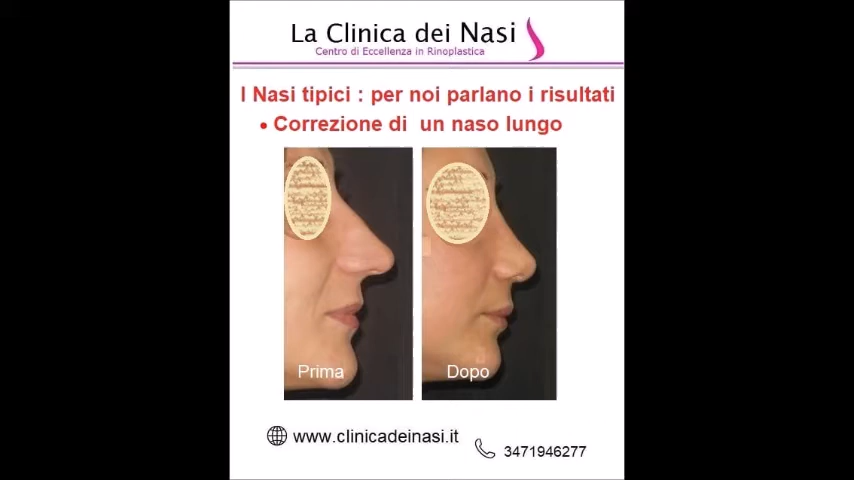 La Clinica dei Nasi
Centro di Eccellenza in Rinoplastica
I Nasi tipici : per noi parlano i risultati
• Correzione di un naso lungo
Prima
Dopo
www.clinicadeinasi.it
3471946277